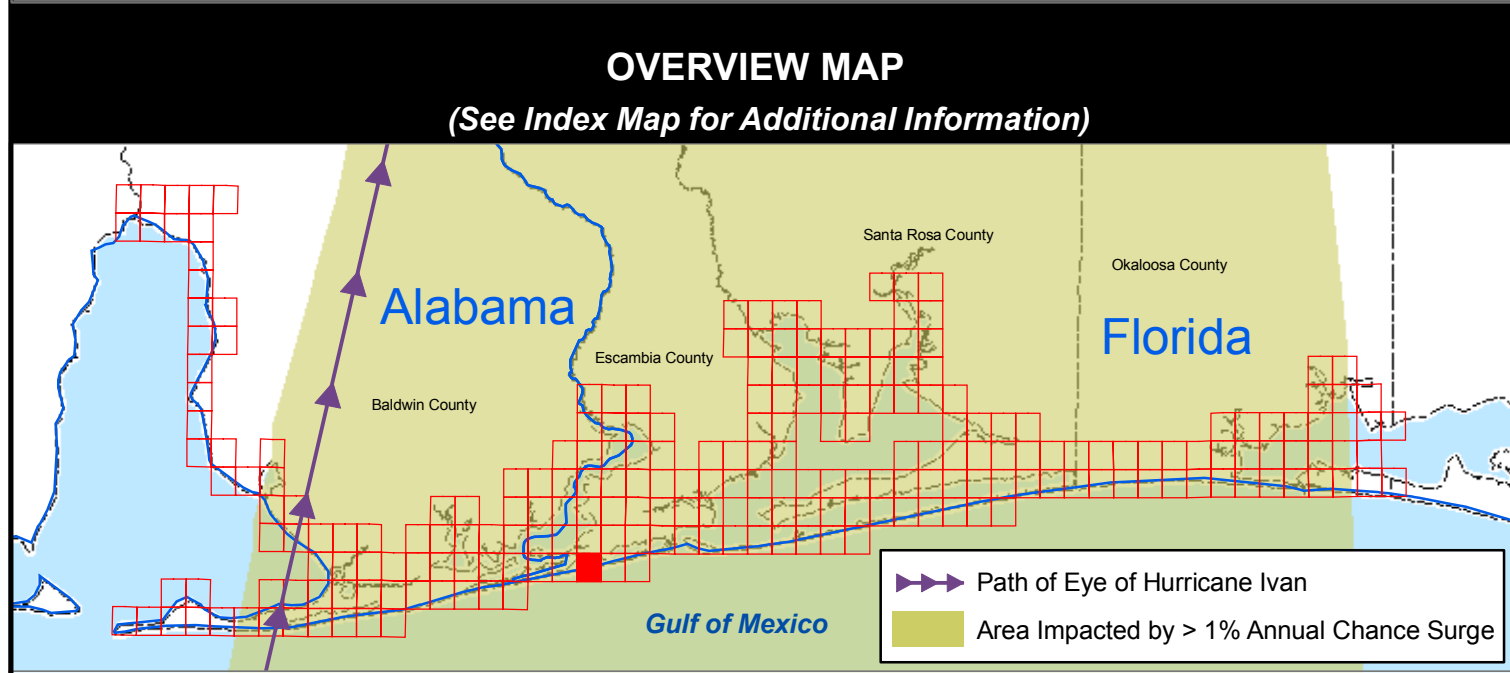 OVERVIEW MAP
(See Index Map for Additional Information)
Santa Rosa County
Okaloosa County
Alabama
Florida
Escambia County
Baldwin County
Gulf of Mexico
Path of Eye of Hurricane Ivan
Area Impacted by > 1% Annual Chance Surge